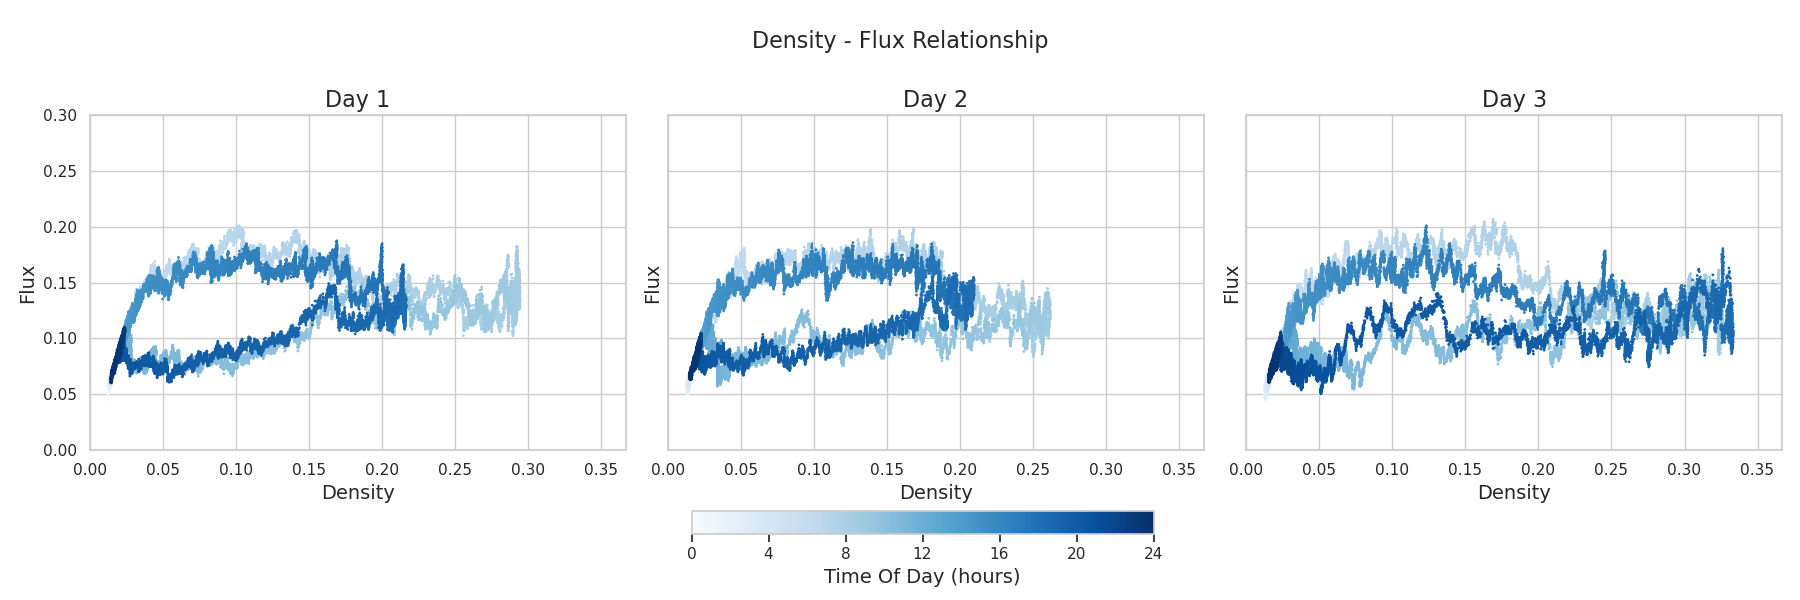 Density - Flux Relationship
Day 1
Day 2
Day 3
0.30
0.25
0.20
0.15
0.10
0.05
0.00
Flux
Flux
Flux
0.00 0.05 0.10 0.15 0.20 0.25 0.30 0.35
0.00 0.05 0.10 0.15 0.20 0.25 0.30 0.35
0.00 0.05 0.10 0.15 0.20 0.25 0.30 0.35
Density
Density
Density
0 4 8 12 16 20 24
Time Of Day (hours)